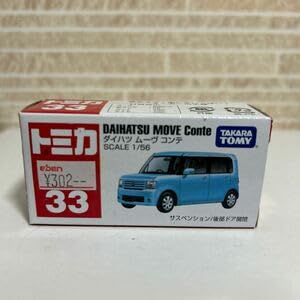 トミカ
DAIHATSU MOVE Conte
ダイハツ ムーヴ コンテ
SCALE 1/56
TAKARA
TOMY
eben
¥302--
33
サスペンション/後部ドア開閉